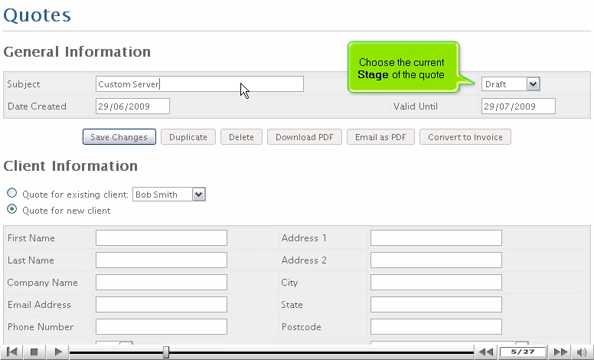 Quotes
General Information
Choose the current
Stage of the quote
Subject Custom Server Draft
Date Created 29/06/2009 Valid Until 29/07/2009
Save Changes Duplicate Delete Download PDF Email as PDF Convert to Invoice
Client Information
Quote for existing client: Bob Smith
Quote for new client
First Name Address 1
Last Name Address 2
Company Name City
Email Address State
Phone Number Postcode
5/27